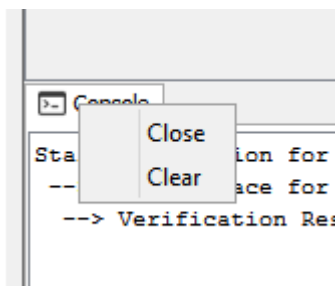 Console
Close
Clear
Sta ion for
-- ace for
--> Verification Res